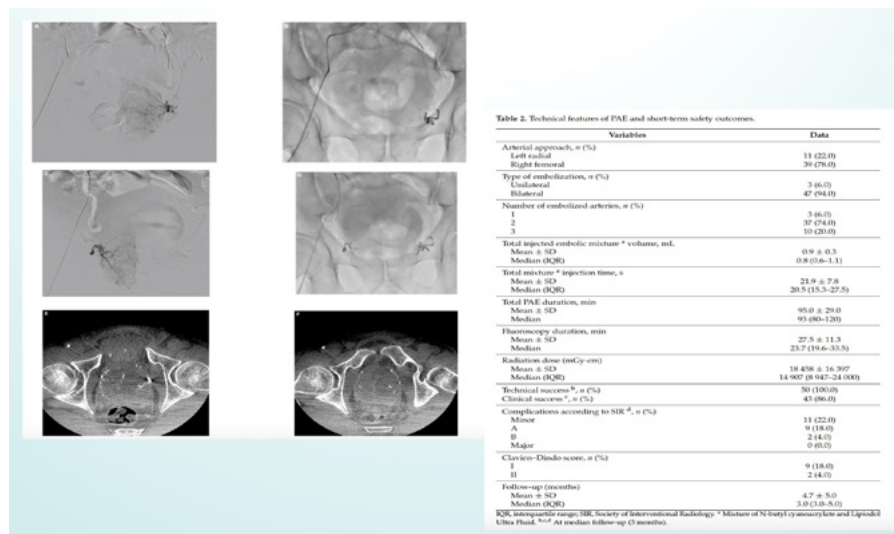 Table 2. Technical features of PAE and short-term safety outcomes.
Variables Data
Arterial approach, n (%)
Left radial 11 (22.0)
Right femoral 39 (78.0)
Type of embolization, n (%)
Unilateral 3 (6.0)
Bilateral 47 (94.0)
Number of embolized arteries, n (%)
1 3 (6.0)
2 37 (74.0)
3 10 (20.0)
Total injected embolic mixture * volume, mL
Mean ± SD 0.9 ± 0.3
Median (IQR) 0.8 (0.6–1.1)
Total mixture * injection time, s
Mean ± SD 21.9 ± 7.8
Median (IQR) 20.5 (15.3–27.5)
Total PAE duration, min
Mean ± SD 95.0 ± 29.0
Median 93 (80–120)
Fluoroscopy duration, min
Mean ± SD 27.5 ± 11.3
Median 23.7 (19.6–33.5)
Radiation dose (mGy·cm)
Mean ± SD 18 458 ± 16 397
Median (IQR) 14 907 (8 947–24 000)
Technical success b, n (%) 50 (100.0)
Clinical success c, n (%) 43 (86.0)
Complications according to SIR d, n (%)
Minor 11 (22.0)
A 9 (18.0)
B 2 (4.0)
Major 0 (0.0)
Clavien–Dindo score, n (%)
I 9 (18.0)
II 2 (4.0)
Follow-up (months)
Mean ± SD 4.7 ± 5.0
Median (IQR) 3.0 (3.0–5.0)
IQR, interquartile range; SIR, Society of Interventional Radiology. * Mixture of N-butyl cyanoacrylate and Lipiodol
Ultra Fluid. b,c,d At median follow-up (3 months).